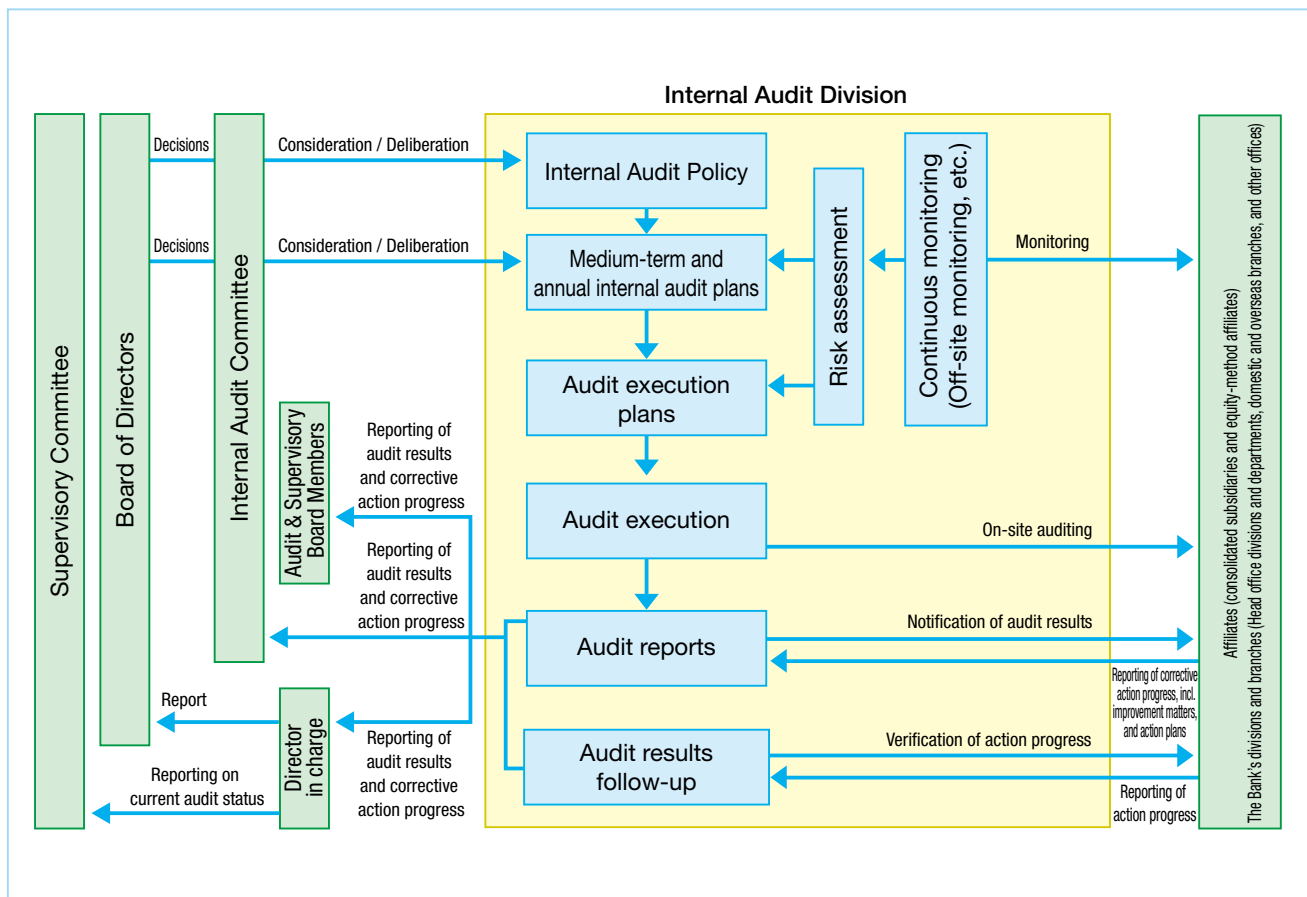 Internal Audit Division
Supervisory Committee
Board of Directors
Internal Audit Committee
Decisions
Consideration / Deliberation
Internal Audit Policy
Decisions
Consideration / Deliberation
Medium-term and
annual internal audit plans
Risk assessment
Continuous monitoring
(Off-site monitoring, etc.)
Monitoring
Audit execution
plans
Audit & Supervisory
Board Members
Reporting of
audit results
and corrective
action progress
Audit execution
On-site auditing
Reporting of
audit results
and corrective
action progress
Audit reports
Notification of audit results
Reporting of corrective
action progress, incl.
improvement matters,
and action plans
Report
Director
in charge
Reporting of
audit results
and corrective
action progress
Audit results
follow-up
Verification of action progress
Reporting of
action progress
Reporting on
current audit status
Affiliates (consolidated subsidiaries and equity-method affiliates)
The Bank's divisions and branches (Head office divisions and departments, domestic and overseas branches, and other offices)